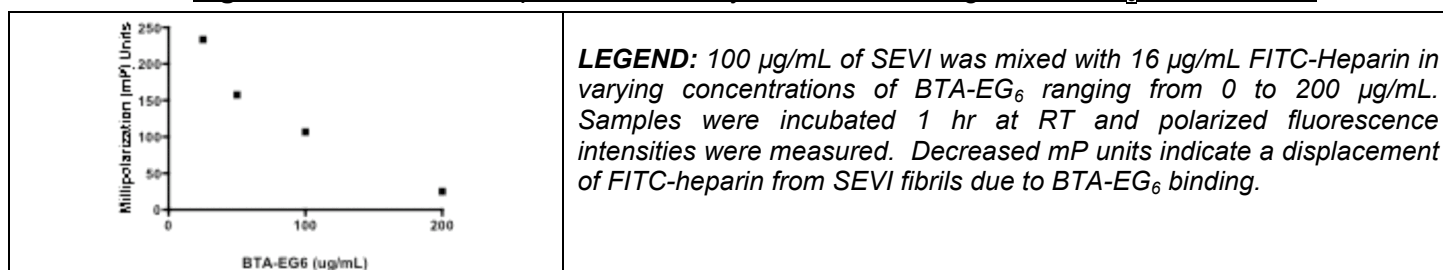 250
200
150
100
50
0
Millipolarization (mP) Units
0 100 200
BTA-EG6 (ug/mL)
LEGEND: 100 µg/mL of SEVI was mixed with 16 µg/mL FITC-Heparin in
varying concentrations of BTA-EG₆ ranging from 0 to 200 µg/mL.
Samples were incubated 1 hr at RT and polarized fluorescence
intensities were measured. Decreased mP units indicate a displacement
of FITC-heparin from SEVI fibrils due to BTA-EG₆ binding.